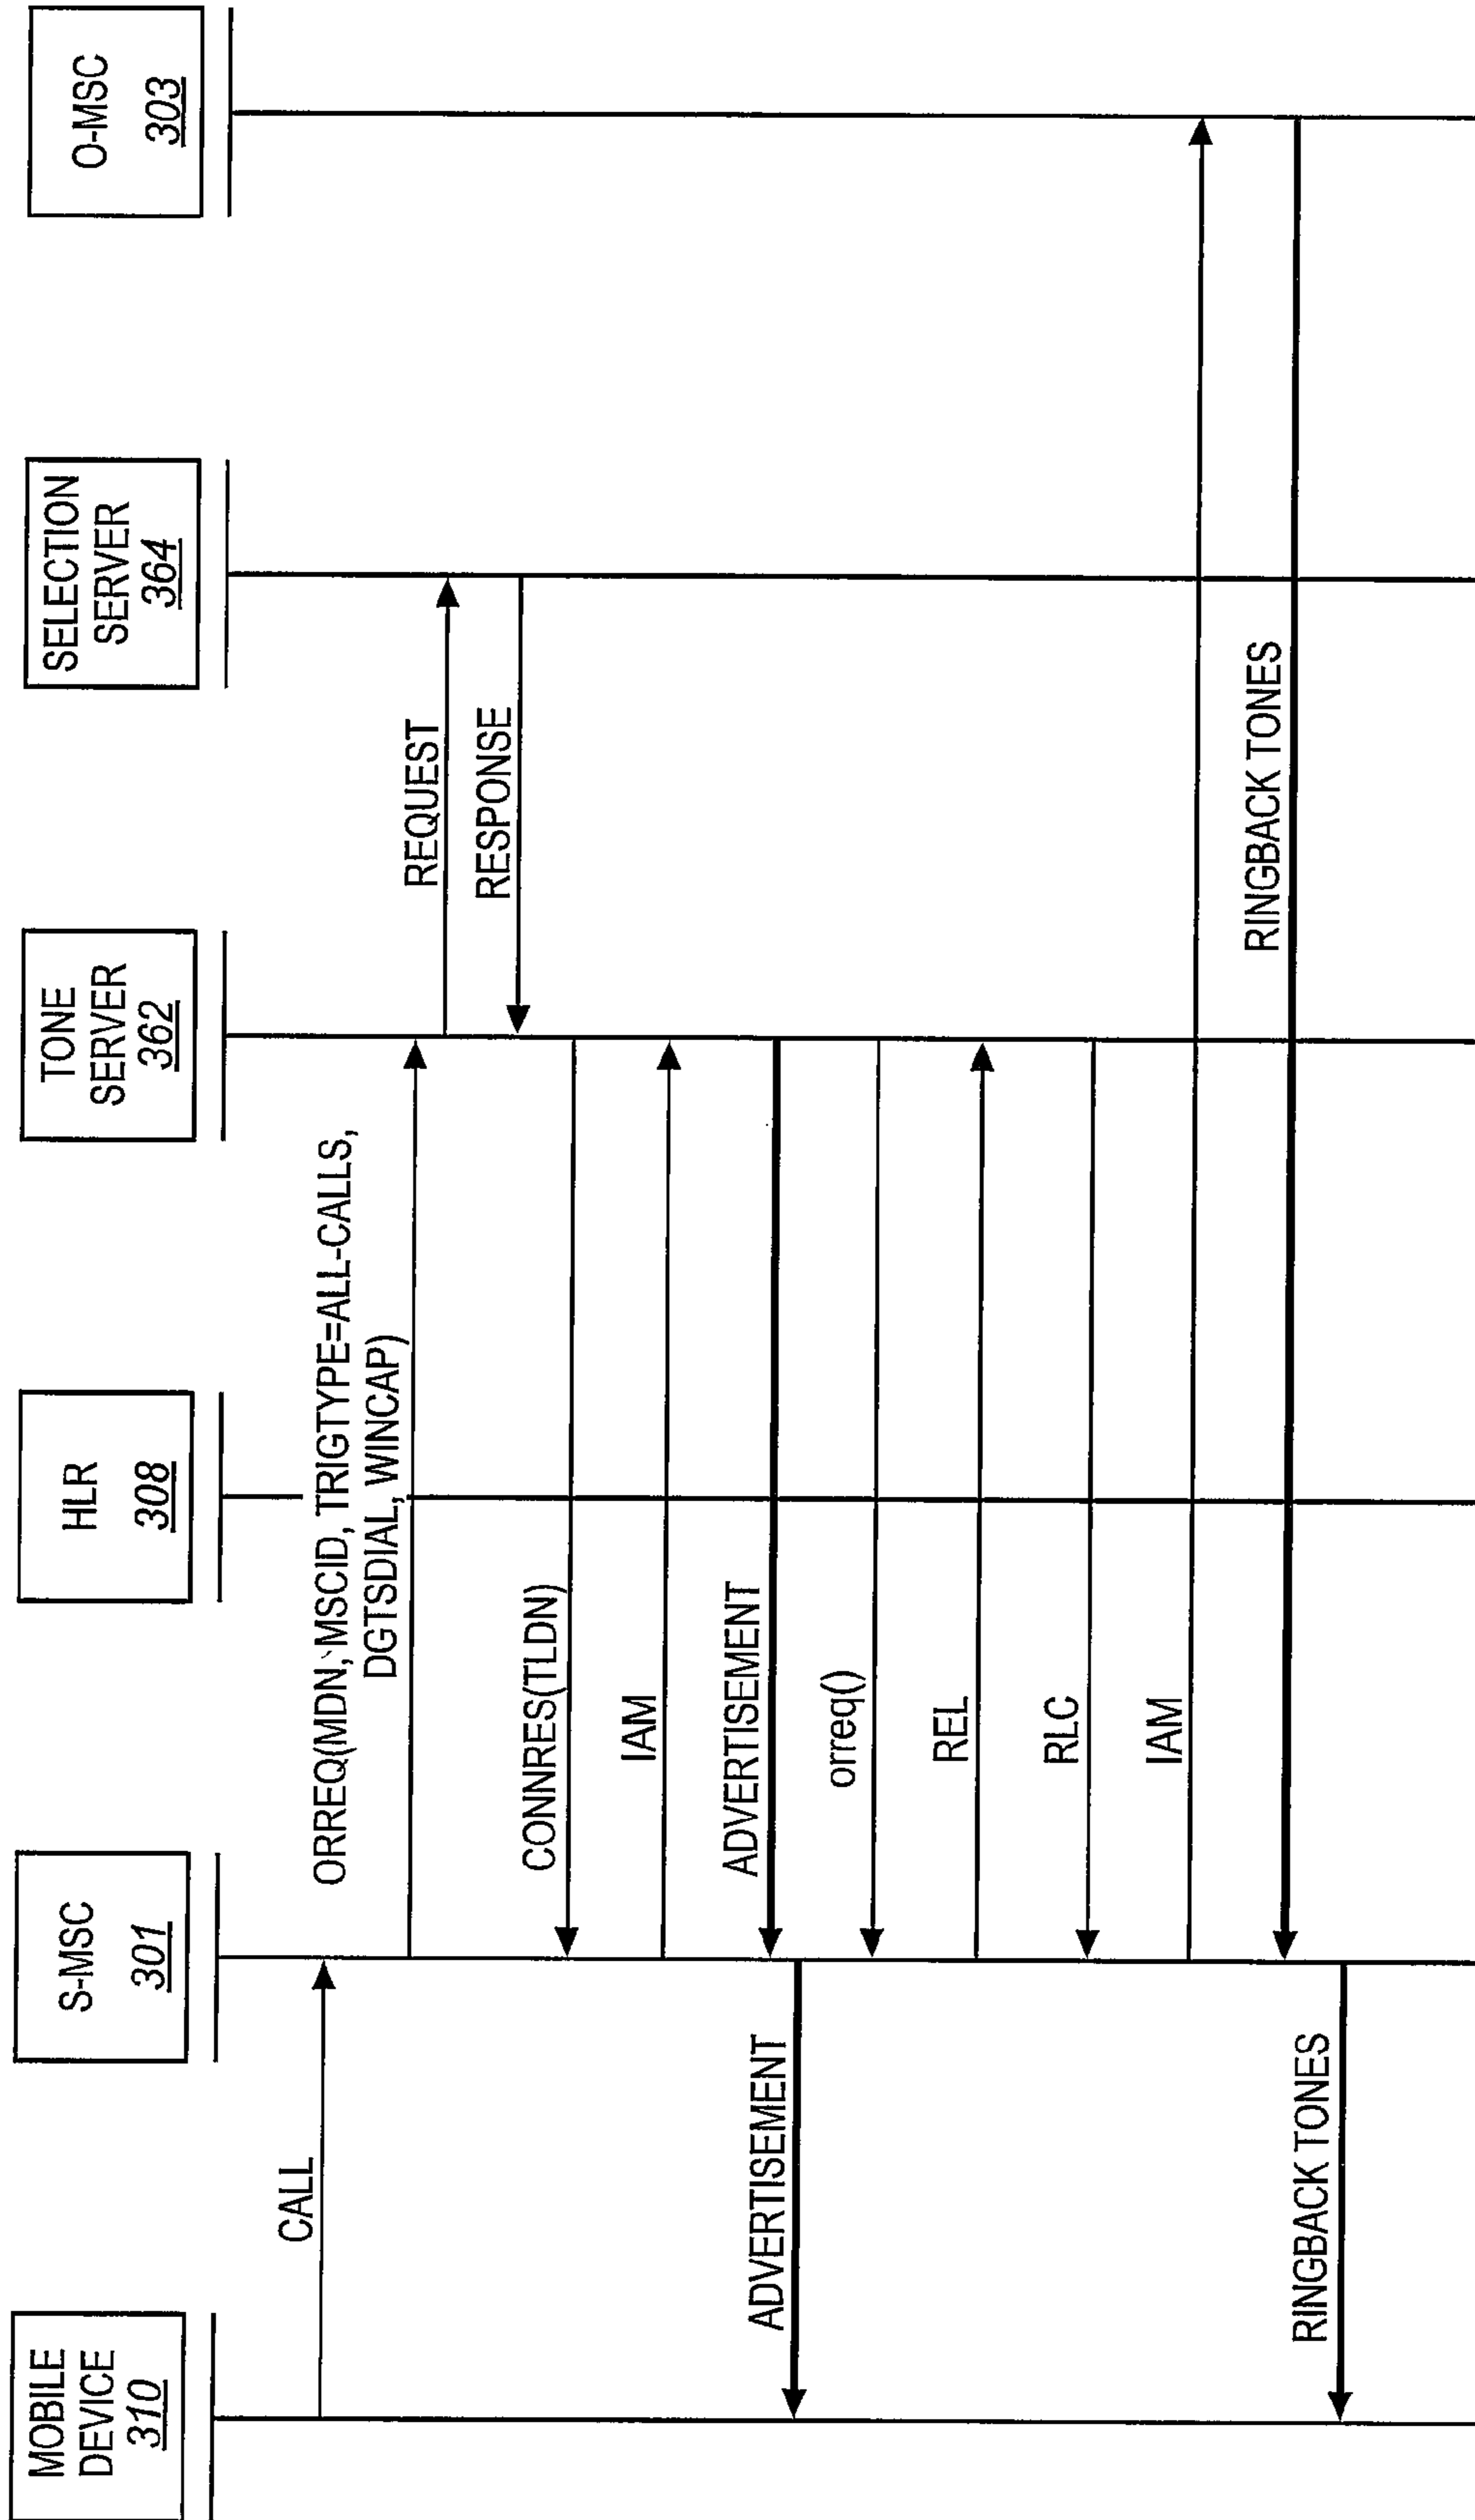 MOBILE
DEVICE
310
S-MSC
301
HLR
308
TONE
SERVER
362
SELECTION
SERVER
364
O-MSC
303
CALL
ORREQ(MDN, MSCID, TRIGTYPE=ALL-CALLS,
DGTSDIAL, WINCAP)
REQUEST
RESPONSE
CONNRES(TLDN)
IAM
ADVERTISEMENT
ADVERTISEMENT
orreq()
REL
RLC
IAM
RINGBACK TONES
RINGBACK TONES